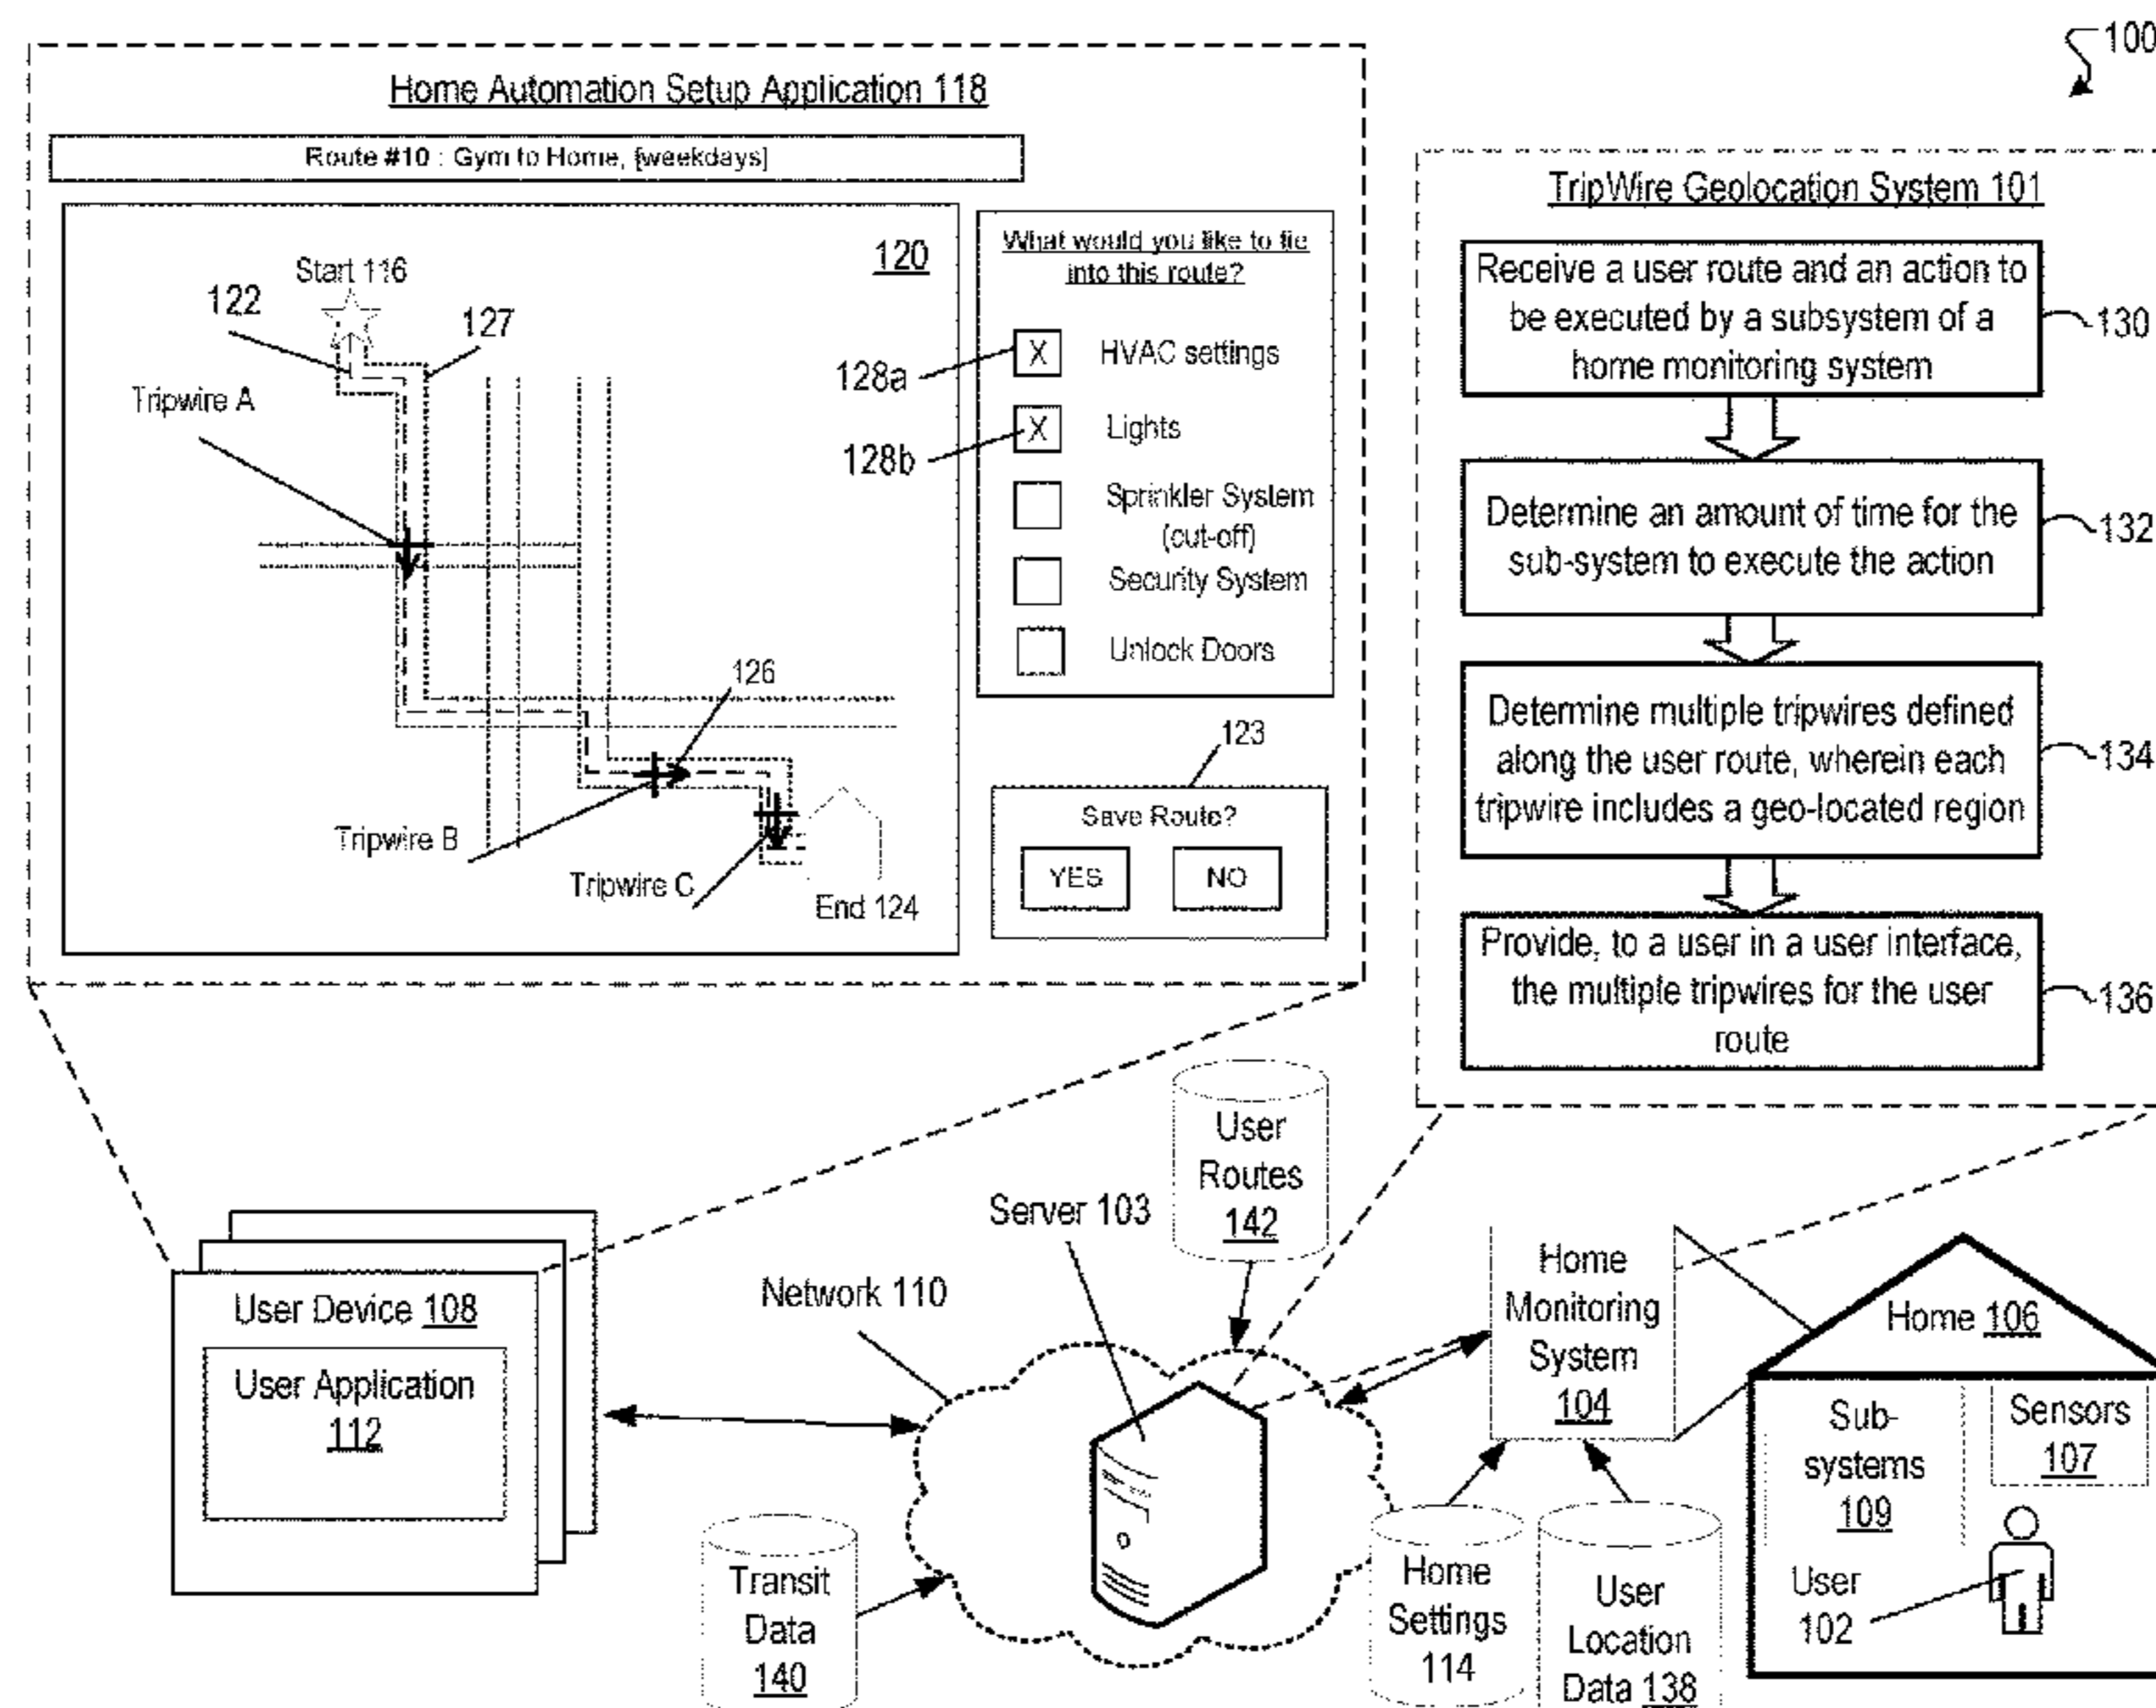 100
Home Automation Setup Application 118
Route #10 : Gym to Home, [weekdays]
120
Start 116
122
127
Tripwire A
126
Tripwire B
Tripwire C
End 124
What would you like to tie
into this route?
128a
X
HVAC settings
128b
X
Lights
Sprinkler System
(cut-off)
Security System
Unlock Doors
123
Save Route?
YES
NO
TripWire Geolocation System 101
Receive a user route and an action to
be executed by a subsystem of a
home monitoring system
130
Determine an amount of time for the
sub-system to execute the action
132
Determine multiple tripwires defined
along the user route, wherein each
tripwire includes a geo-located region
134
Provide, to a user in a user interface,
the multiple tripwires for the user
route
136
User
Routes
142
Server 103
Network 110
User Device 108
User Application
112
Transit
Data
140
Home
Monitoring
System
104
Home
Settings
114
User
Location
Data 138
Home 106
Sub-
systems
109
Sensors
107
User
102